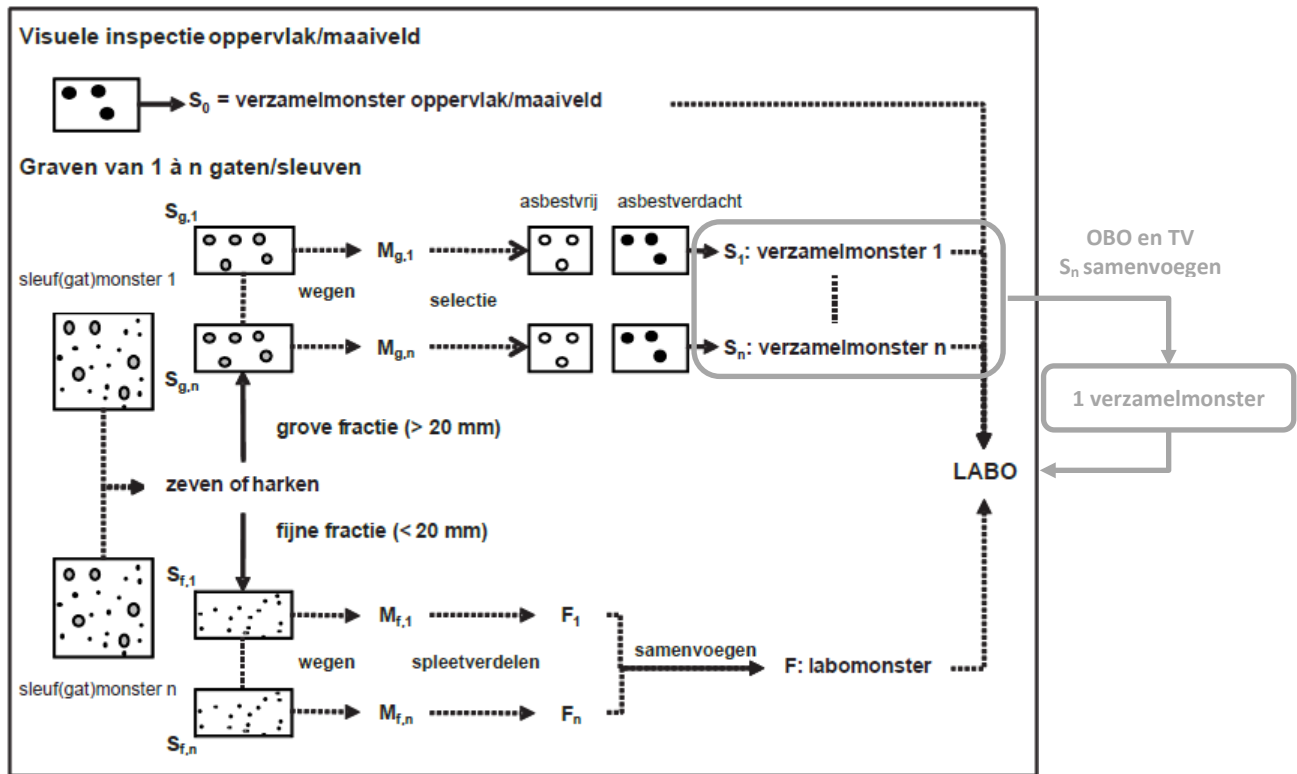 Visuele inspectie oppervlak/maaiveld
S0 = verzamelmonster oppervlak/maaiveld
Graven van 1 à n gaten/sleuven
Sg,1
asbestvrij
asbestverdacht
Mg,1
S1: verzamelmonster 1
OBO en TV
Sn samenvoegen
sleuf(gat)monster 1
wegen
selectie
Sg,n
Mg,n
Sn: verzamelmonster n
1 verzamelmonster
grove fractie (> 20 mm)
zeven of harken
LABO
fijne fractie (< 20 mm)
Sf,1
Mf,1
F1
wegen
spleetverdelen
samenvoegen
F: labomonster
sleuf(gat)monster n
Sf,n
Mf,n
Fn